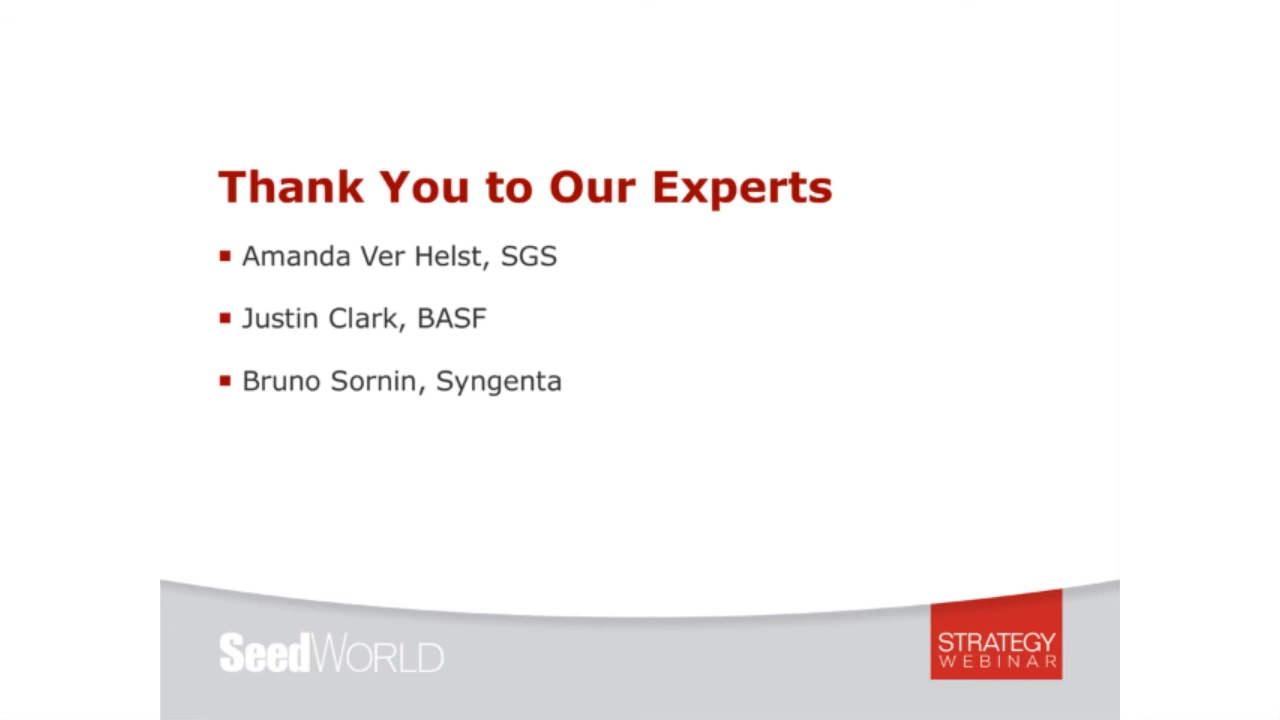 Thank You to Our Experts
Amanda Ver Helst, SGS
Justin Clark, BASF
Bruno Sornin, Syngenta
SeedWORLD
STRATEGY
WEBINAR